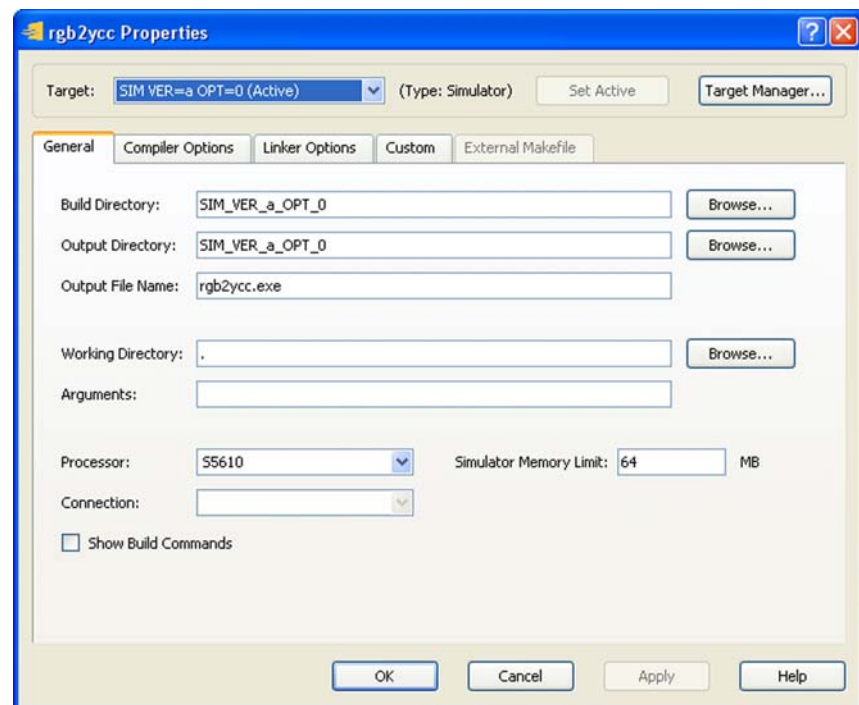 rgb2ycc Properties
Target: SIM VER=a OPT=0 (Active) (Type: Simulator) Set Active Target Manager...
General Compiler Options Linker Options Custom External Makefile
Build Directory: SIM_VER_a_OPT_0 Browse...
Output Directory: SIM_VER_a_OPT_0 Browse...
Output File Name: rgb2ycc.exe
Working Directory: . Browse...
Arguments:
Processor: S5610 Simulator Memory Limit: 64 MB
Connection:
Show Build Commands
OK Cancel Apply Help